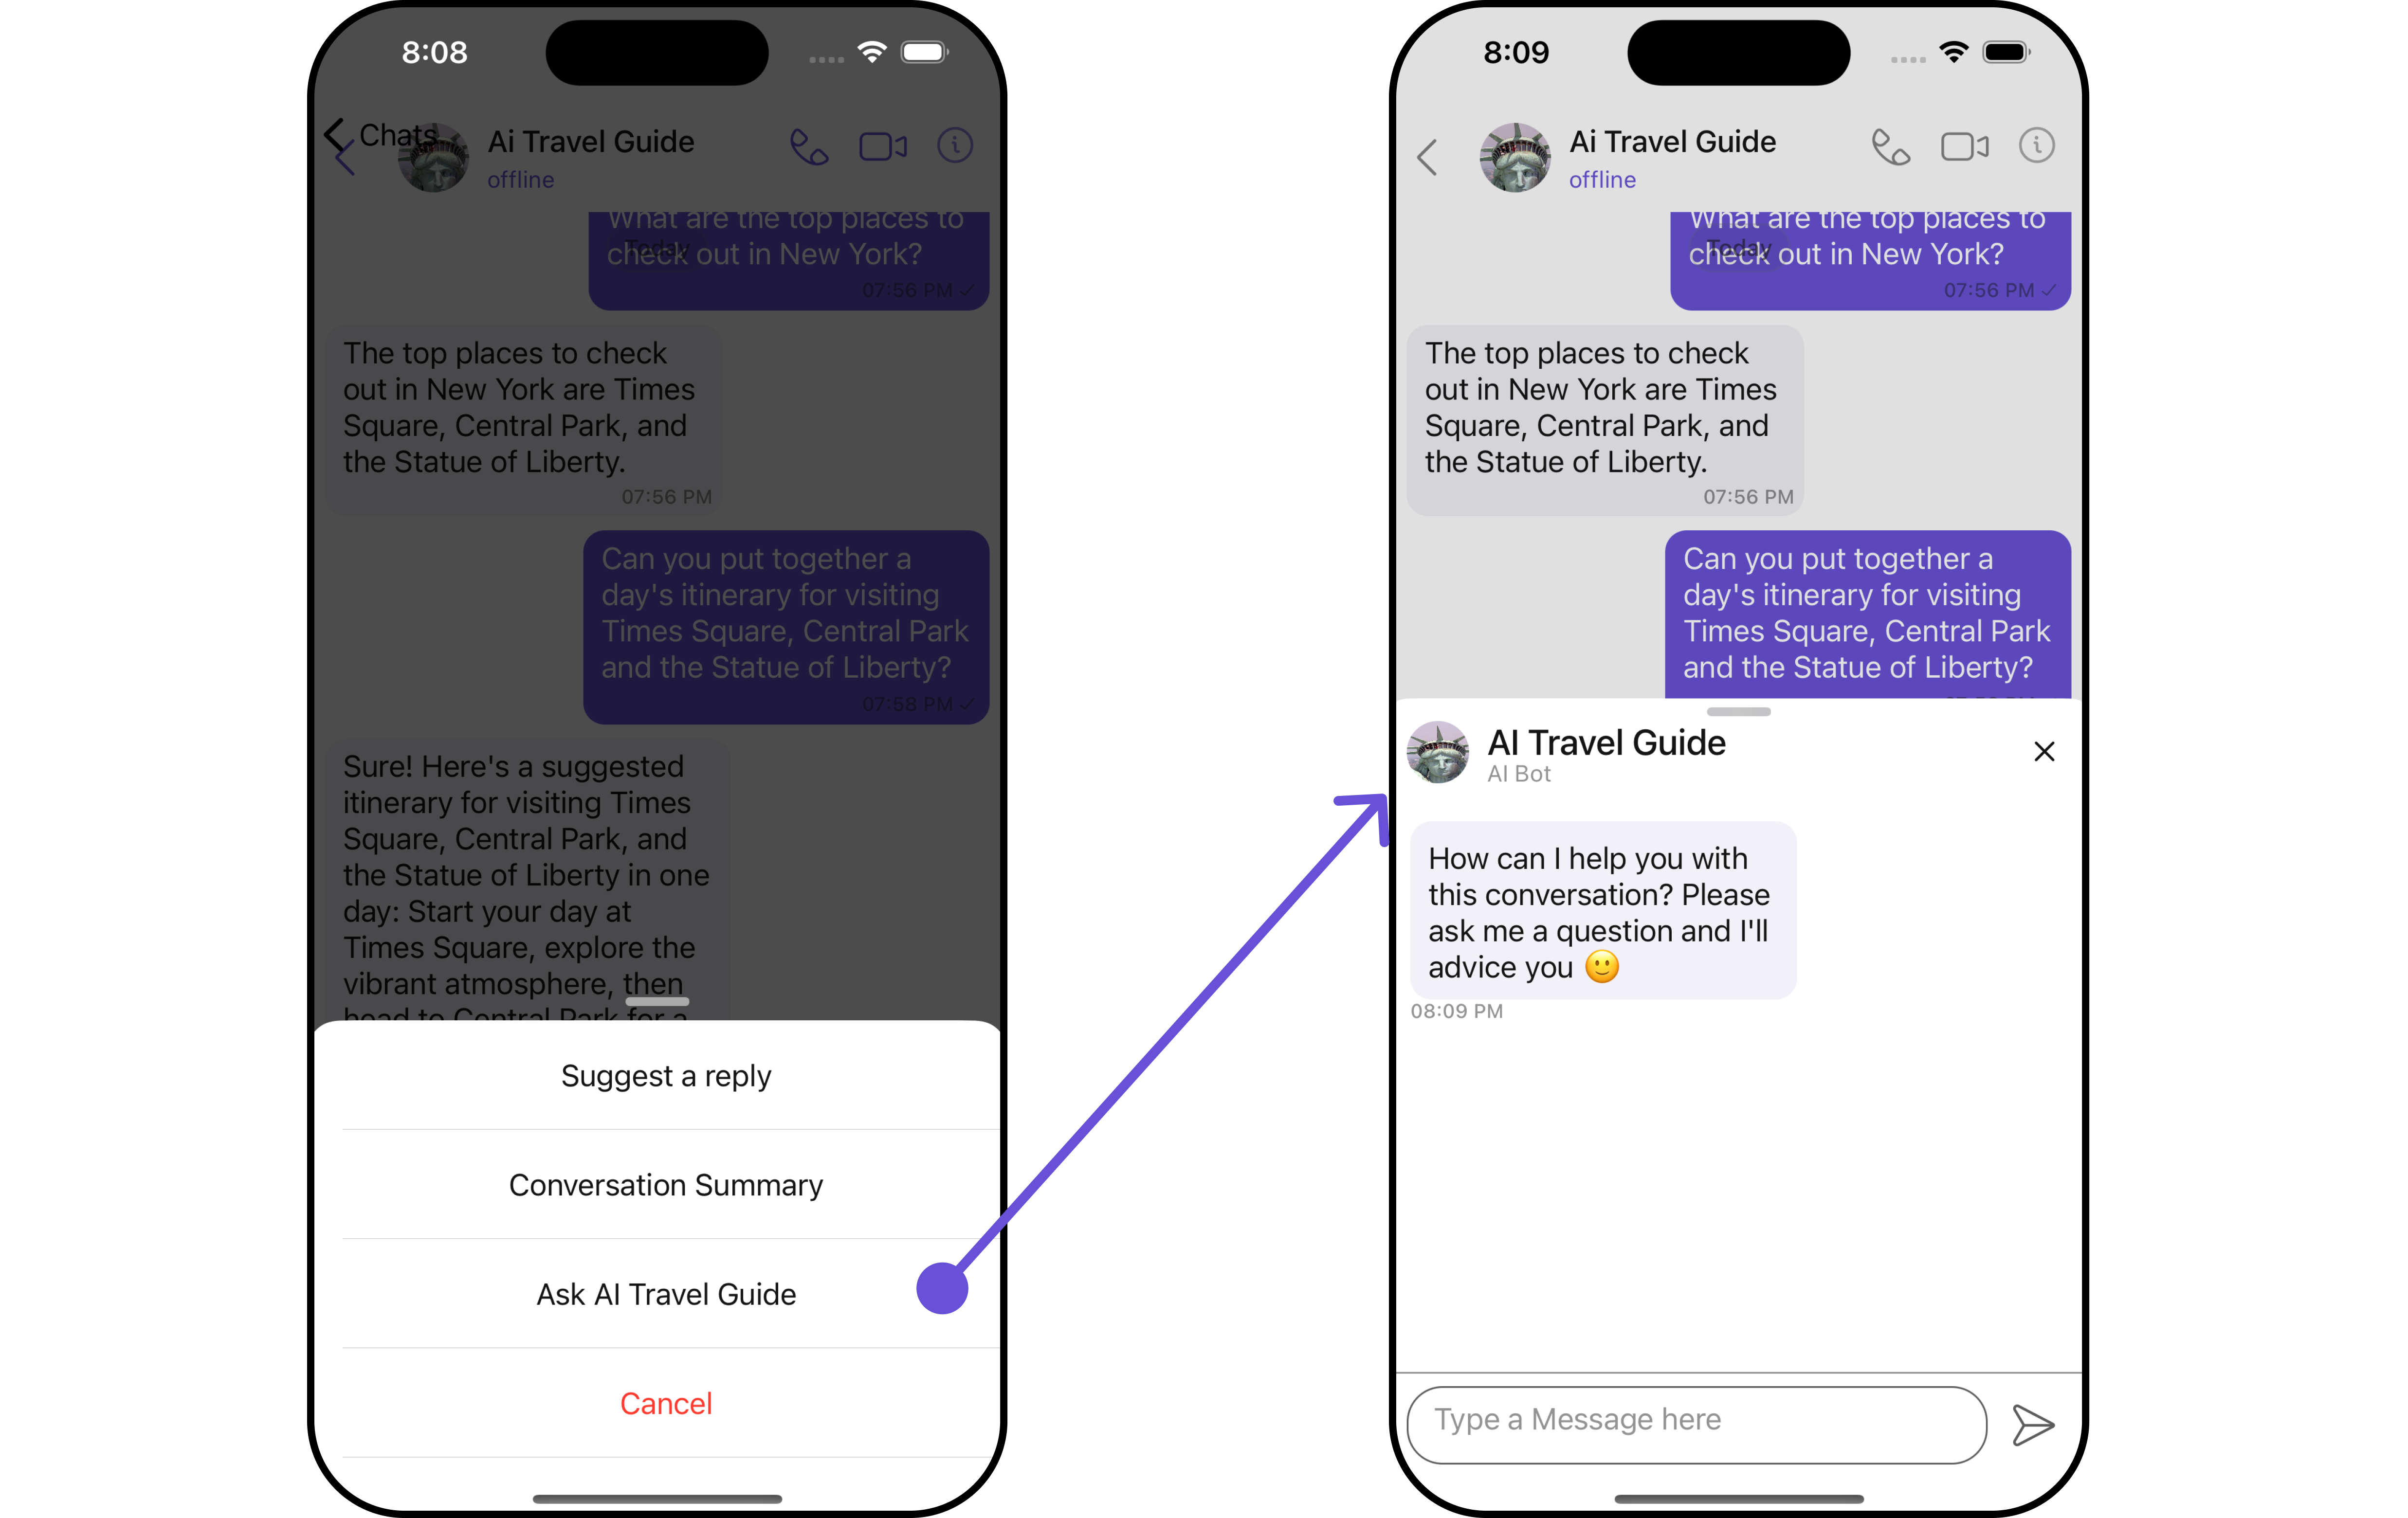 8:08
Chats
Ai Travel Guide
offline
What are the top places to
Today
check out in New York?
07:56 PM
The top places to check
out in New York are Times
Square, Central Park, and
the Statue of Liberty.
07:56 PM
Can you put together a
day's itinerary for visiting
Times Square, Central Park
and the Statue of Liberty?
07:58 PM
Sure! Here's a suggested
itinerary for visiting Times
Square, Central Park, and
the Statue of Liberty in one
day: Start your day at
Times Square, explore the
vibrant atmosphere, then
head to Central Park for a
Suggest a reply
Conversation Summary
Ask AI Travel Guide
Cancel
8:09
Ai Travel Guide
offline
What are the top places to
Today
check out in New York?
07:56 PM
The top places to check
out in New York are Times
Square, Central Park, and
the Statue of Liberty.
07:56 PM
Can you put together a
day's itinerary for visiting
Times Square, Central Park
and the Statue of Liberty?
AI Travel Guide
AI Bot
How can I help you with
this conversation? Please
ask me a question and I'll
advice you 🙂
08:09 PM
Type a Message here